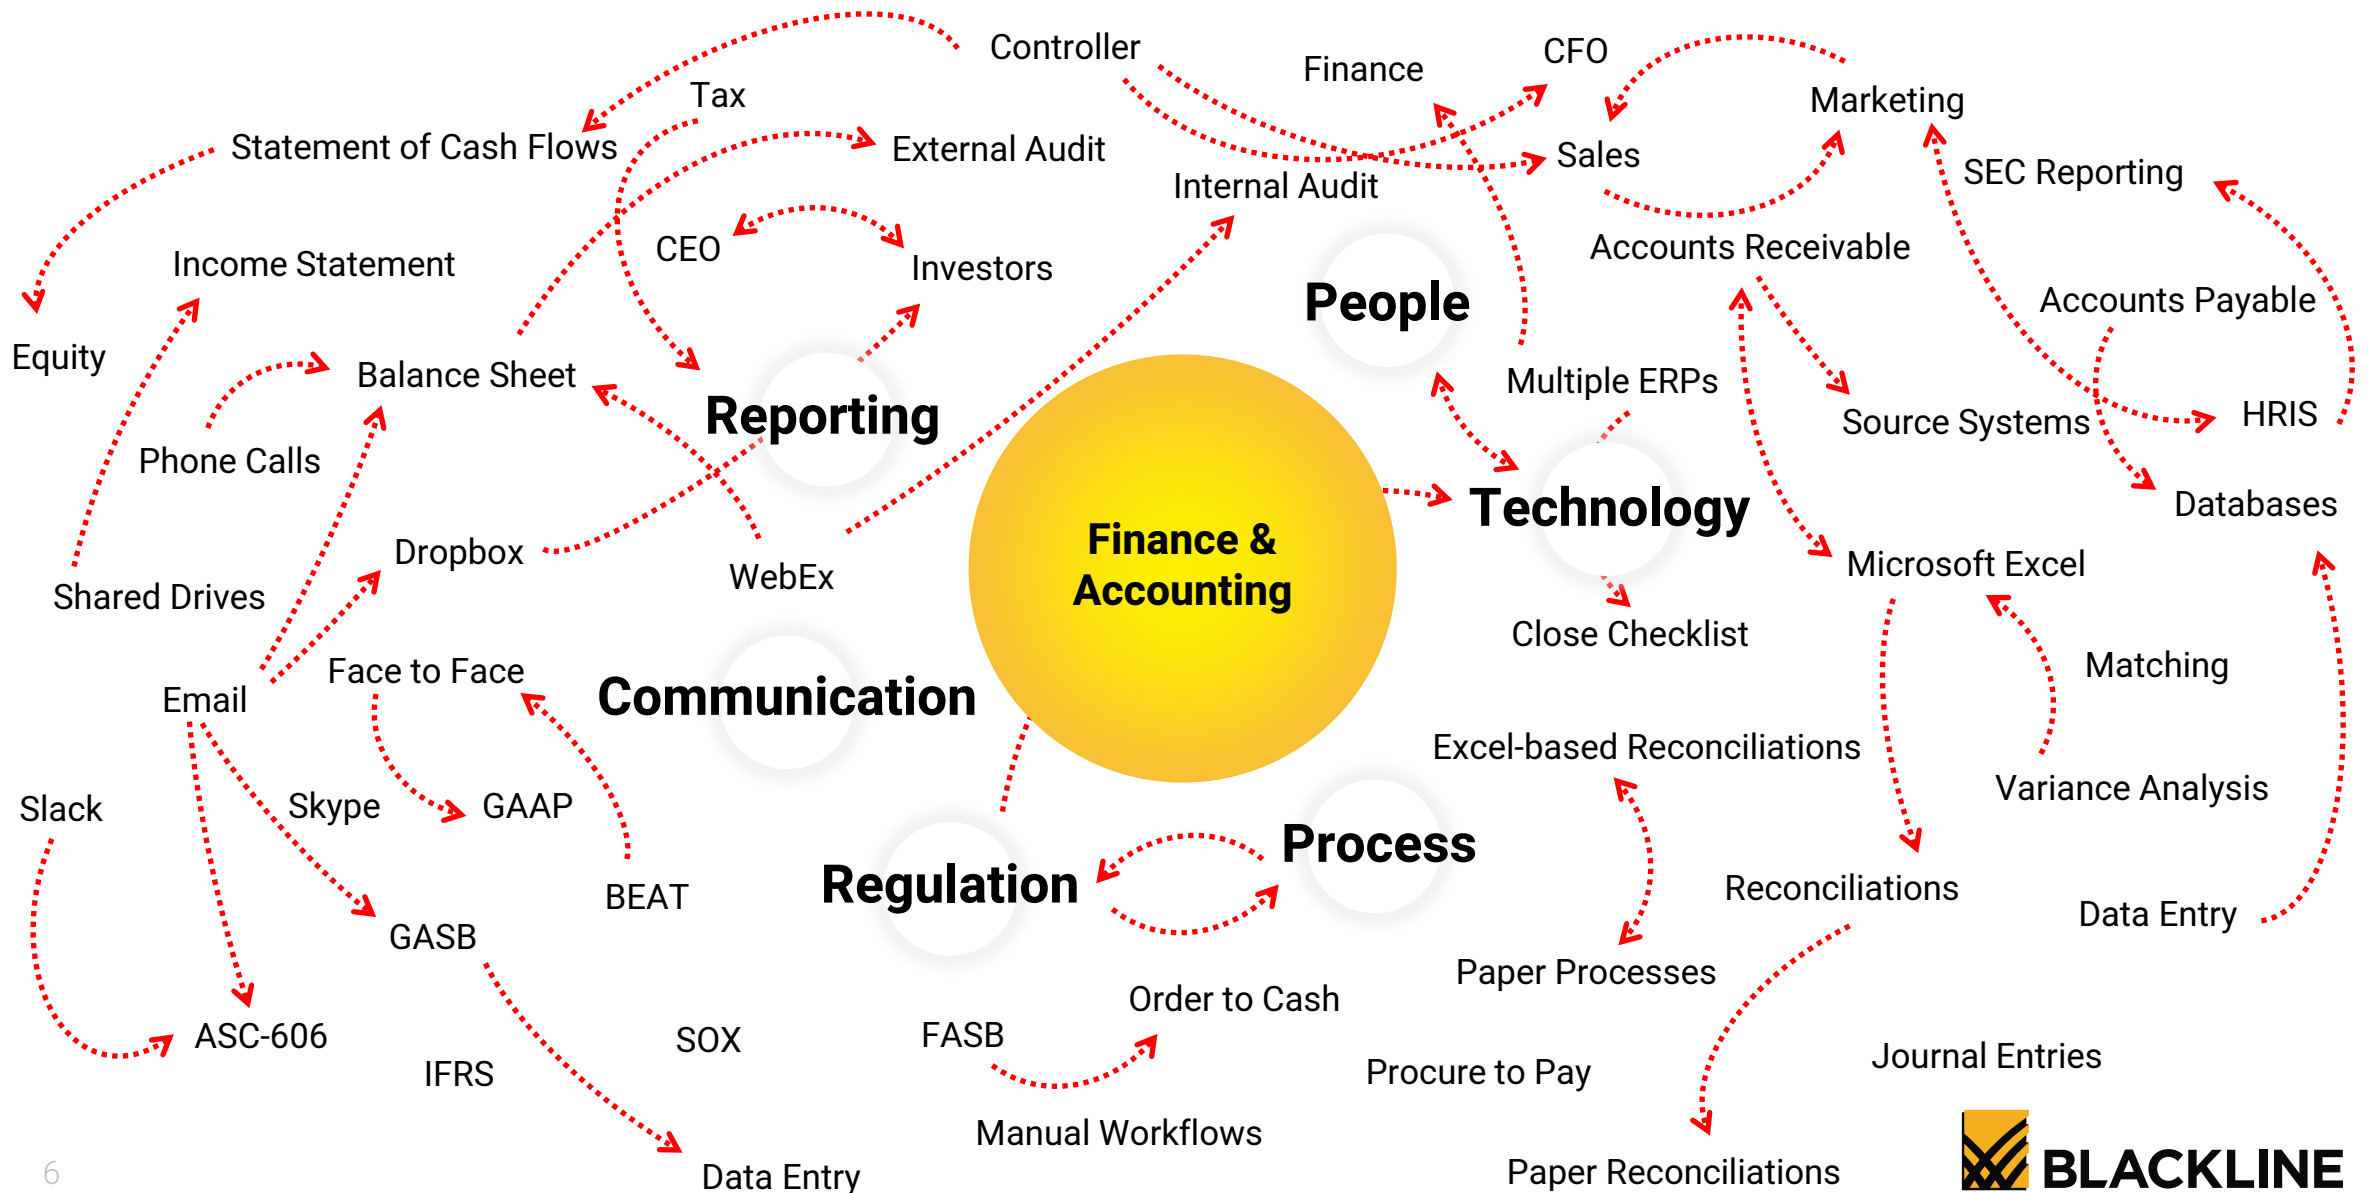 Controller
CFO
Finance
Tax
Marketing
Statement of Cash Flows
External Audit
Sales
SEC Reporting
Internal Audit
CEO
Accounts Receivable
Income Statement
Investors
People
Accounts Payable
Equity
Balance Sheet
Multiple ERPs
Reporting
Source Systems
HRIS
Phone Calls
Technology
Databases
Dropbox
Finance &
Accounting
WebEx
Microsoft Excel
Shared Drives
Close Checklist
Face to Face
Matching
Email
Communication
Excel-based Reconciliations
Variance Analysis
Slack
Skype
GAAP
Process
Regulation
Reconciliations
BEAT
Data Entry
GASB
Paper Processes
Order to Cash
ASC-606
SOX
FASB
Journal Entries
IFRS
Procure to Pay
Manual Workflows
6
Data Entry
Paper Reconciliations
BLACKLINE